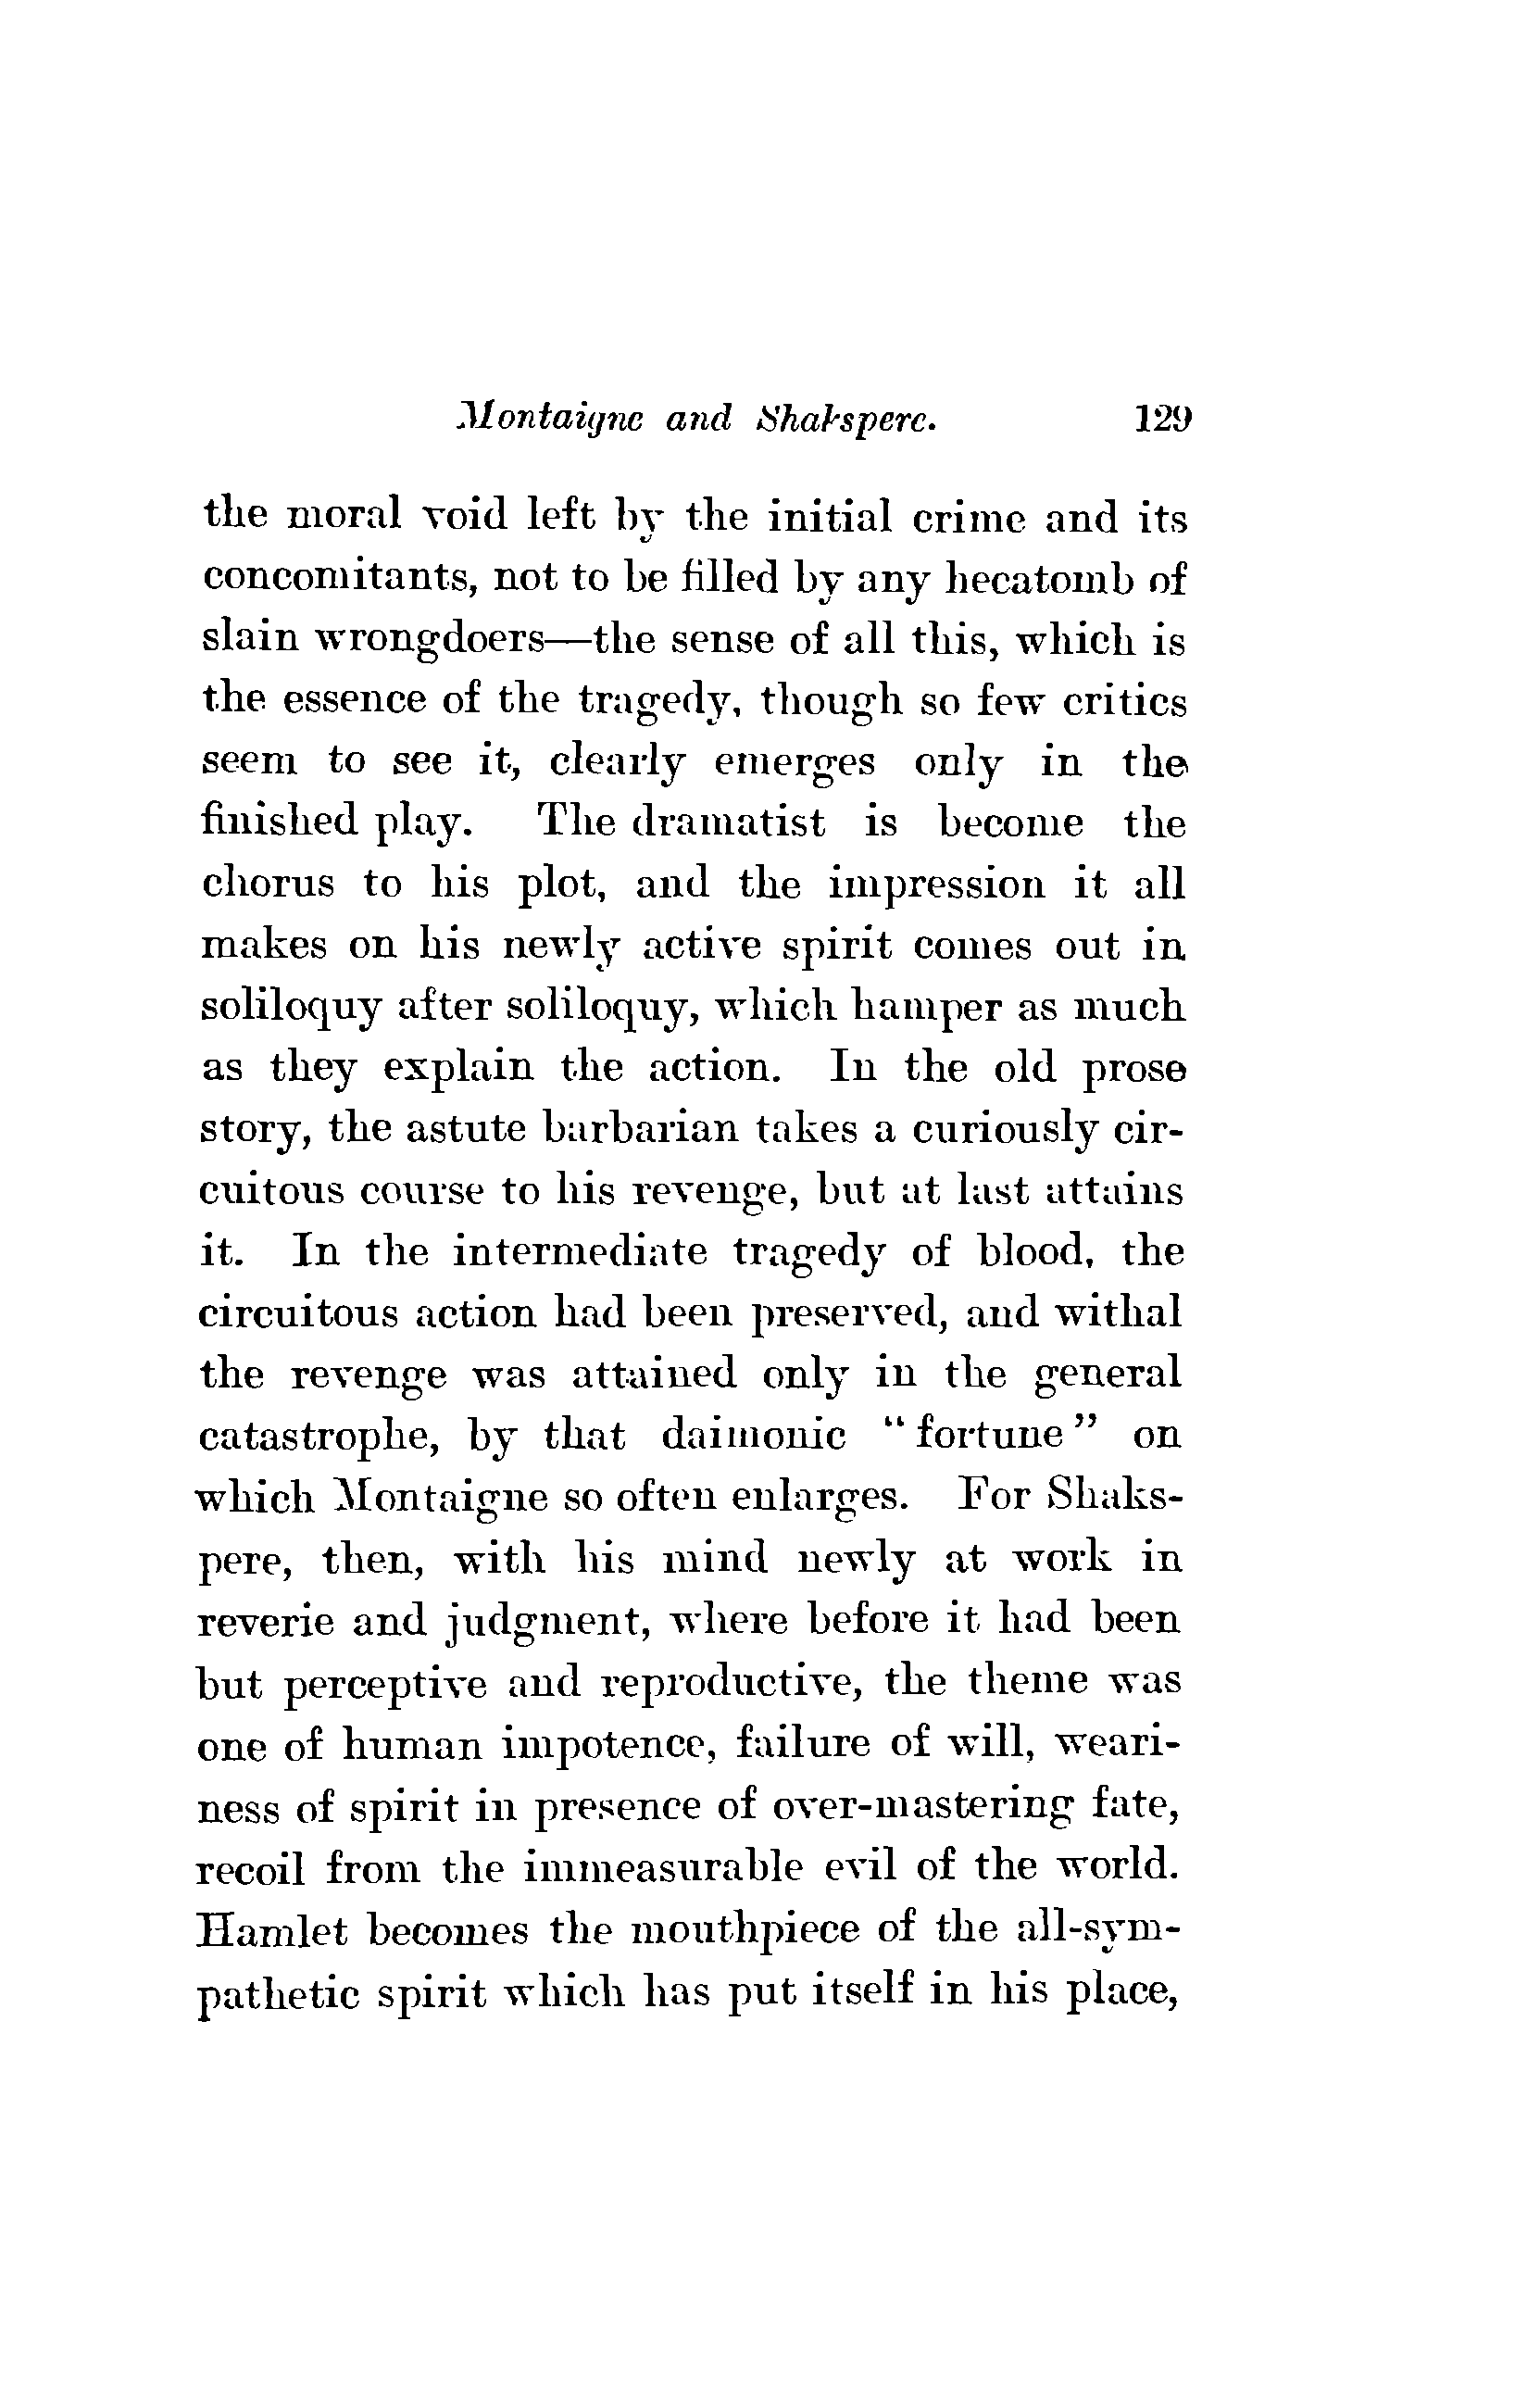 Montaigne and Shakspere. 129
the moral void left by the initial crime and its
concomitants, not to be filled by any hecatomb of
slain wrongdoers—the sense of all this, which is
the essence of the tragedy, though so few critics
seem to see it, clearly emerges only in the
finished play. The dramatist is become the
chorus to his plot, and the impression it all
makes on his newly active spirit comes out in
soliloquy after soliloquy, which hamper as much
as they explain the action. In the old prose
story, the astute barbarian takes a curiously cir-
cuitous course to his revenge, but at last attains
it. In the intermediate tragedy of blood, the
circuitous action had been preserved, and withal
the revenge was attained only in the general
catastrophe, by that daimonic “fortune” on
which Montaigne so often enlarges. For Shaks-
pere, then, with his mind newly at work in
reverie and judgment, where before it had been
but perceptive and reproductive, the theme was
one of human impotence, failure of will, weari-
ness of spirit in presence of over-mastering fate,
recoil from the immeasurable evil of the world.
Hamlet becomes the mouthpiece of the all-sym-
pathetic spirit which has put itself in his place,